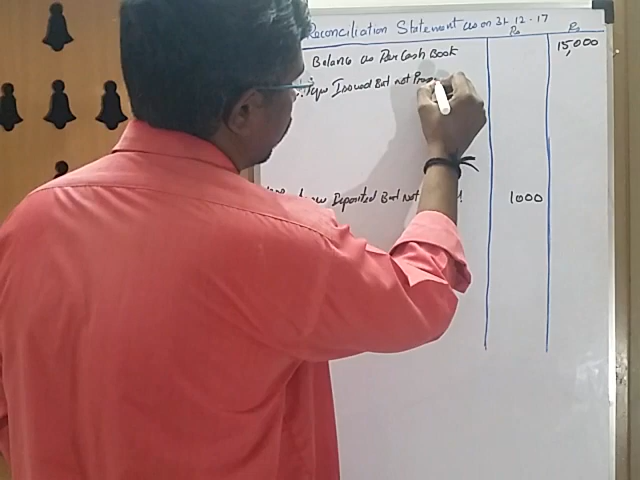 Reconciliation Statement as on 31-12-17
Rs Rs
Balance as Per Cash Book 15,000
Issued But not
Deposited But not 1000